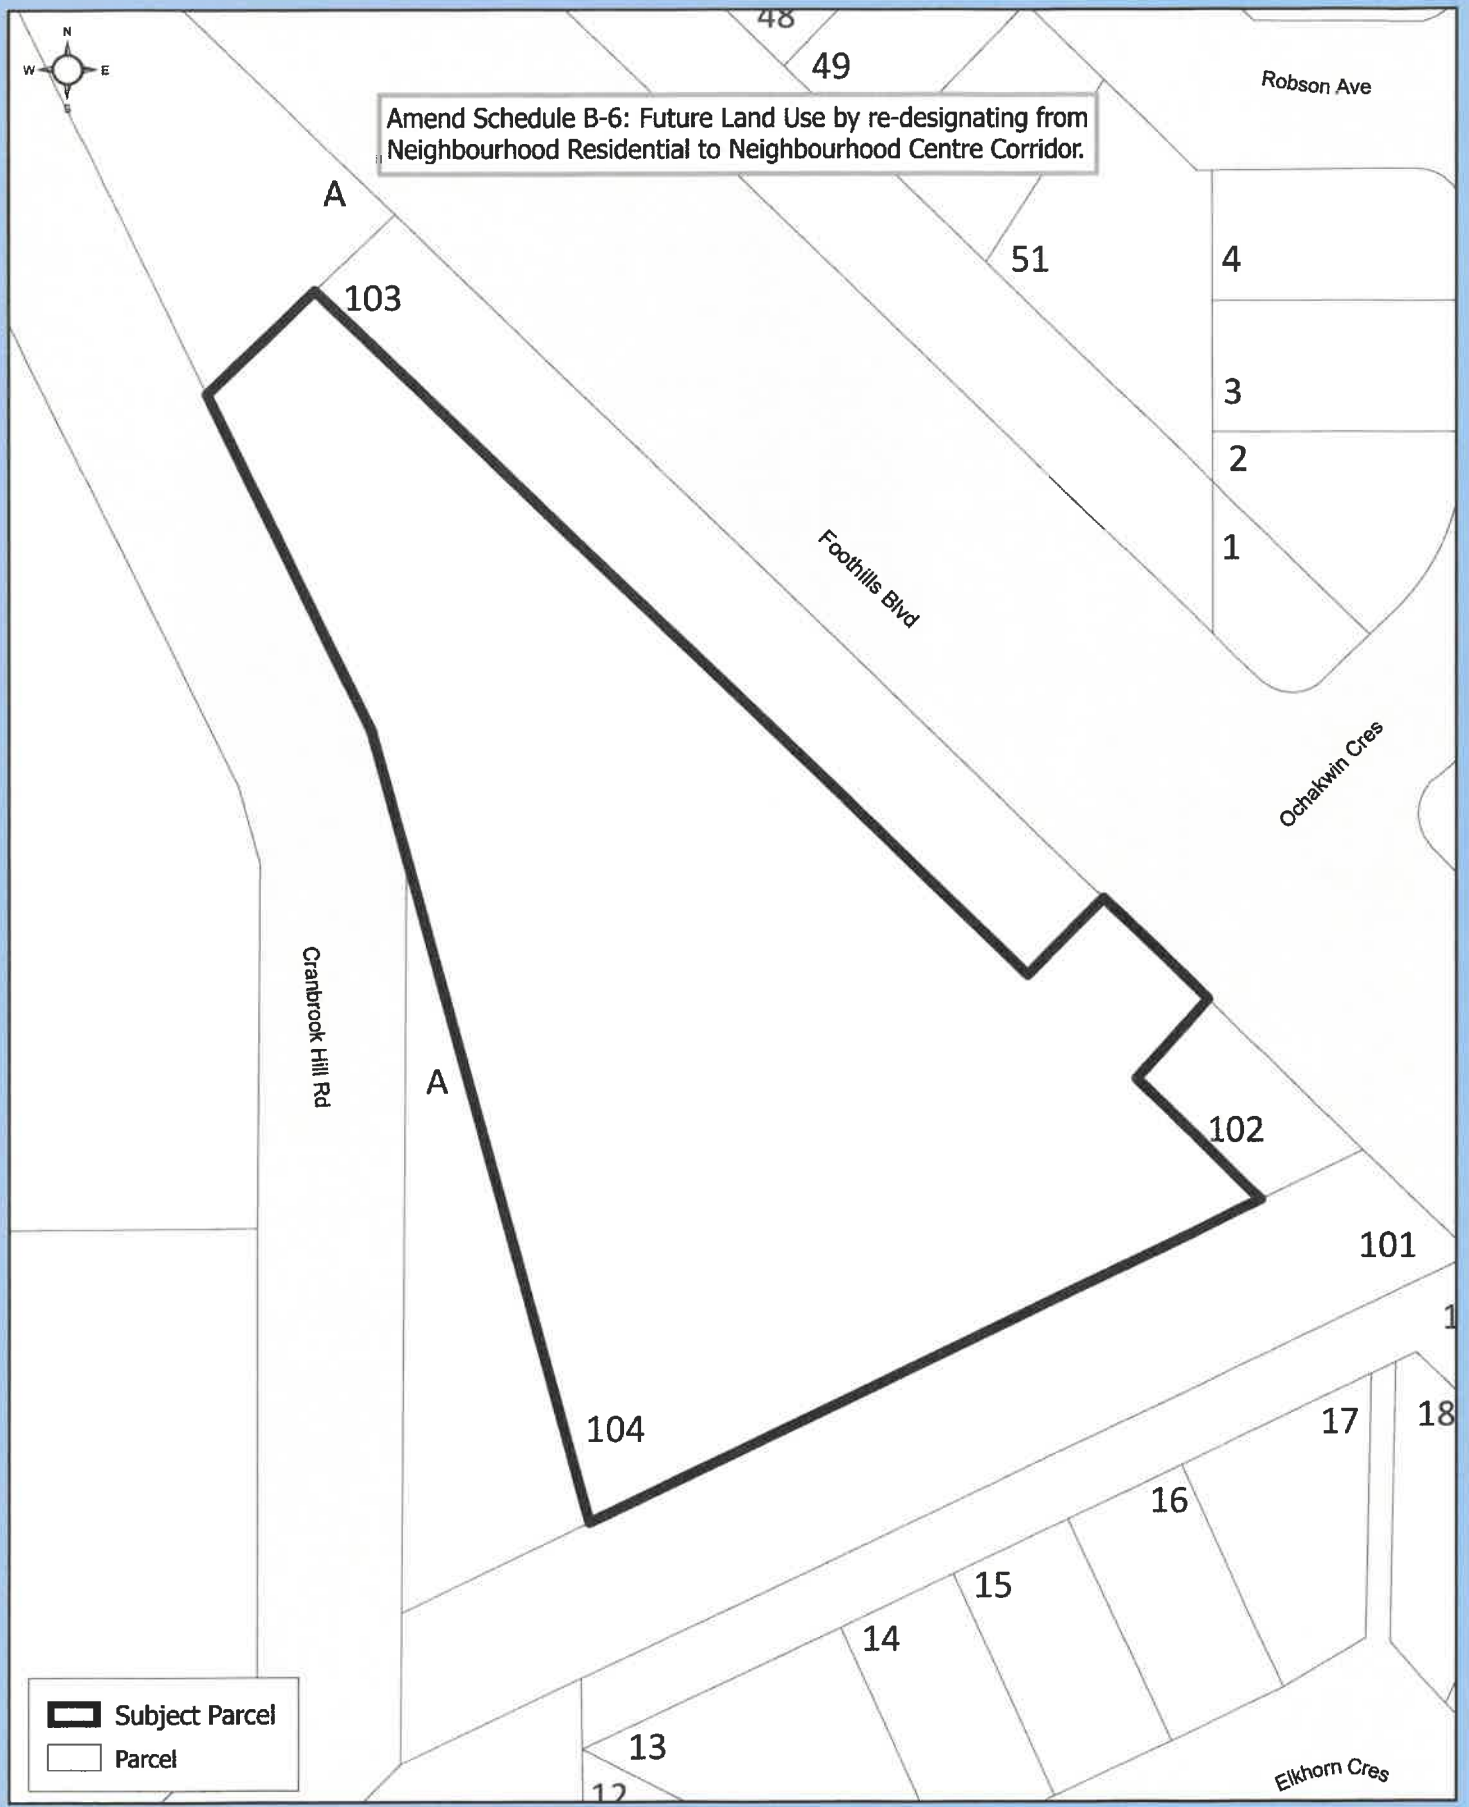 48
N
W E
S
49
Robson Ave
Amend Schedule B-6: Future Land Use by re-designating from
Neighbourhood Residential to Neighbourhood Centre Corridor.
A
51
4
103
3
2
1
Foothills Blvd
Ochakwin Cres
Cranbrook Hill Rd
A
102
101
1
104
17
18
16
15
14
Subject Parcel
Parcel
13
12
Elkhorn Cres